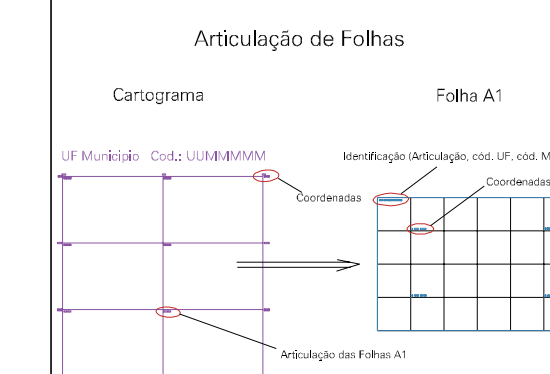 Articulação de Folhas
Cartograma
Folha A1
UF Municipio Cod.: UUMMMMM
Identificação (Articulação, cód. UF, cód. M
Coordenadas
Coordenadas
Articulação das Folhas A1